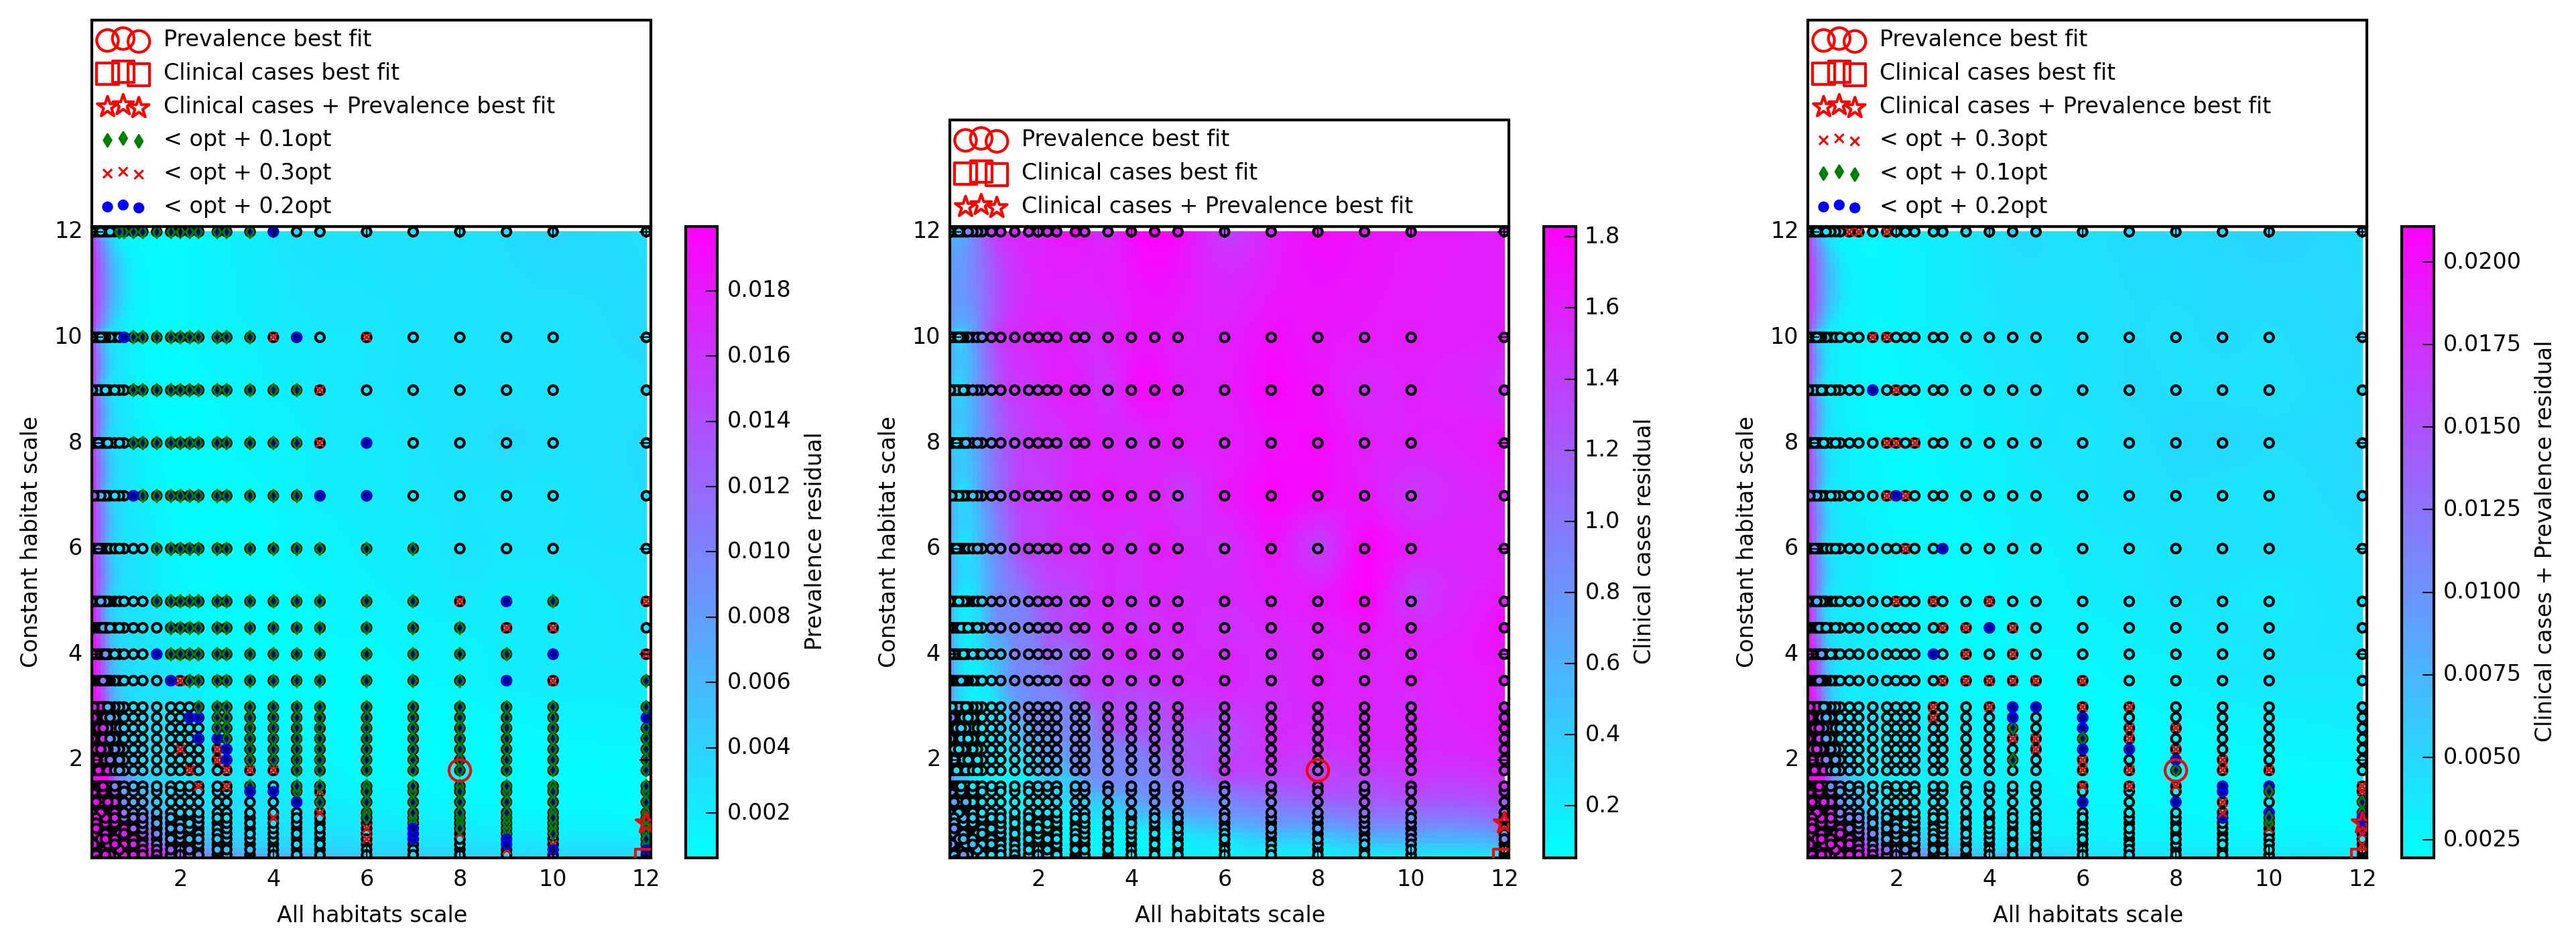 Prevalence best fit
Clinical cases best fit
Clinical cases + Prevalence best fit
< opt + 0.1opt
< opt + 0.3opt
< opt + 0.2opt
12
10
8
6
4
2
Constant habitat scale
2 4 6 8 10 12
All habitats scale
0.018
0.016
0.014
0.012
0.010
0.008
0.006
0.004
0.002
Prevalence residual
Prevalence best fit
Clinical cases best fit
Clinical cases + Prevalence best fit
12
10
8
6
4
2
Constant habitat scale
2 4 6 8 10 12
All habitats scale
1.8
1.6
1.4
1.2
1.0
0.8
0.6
0.4
0.2
Clinical cases residual
Prevalence best fit
Clinical cases best fit
Clinical cases + Prevalence best fit
< opt + 0.3opt
< opt + 0.1opt
< opt + 0.2opt
12
10
8
6
4
2
Constant habitat scale
2 4 6 8 10 12
All habitats scale
0.0200
0.0175
0.0150
0.0125
0.0100
0.0075
0.0050
0.0025
Clinical cases + Prevalence residual